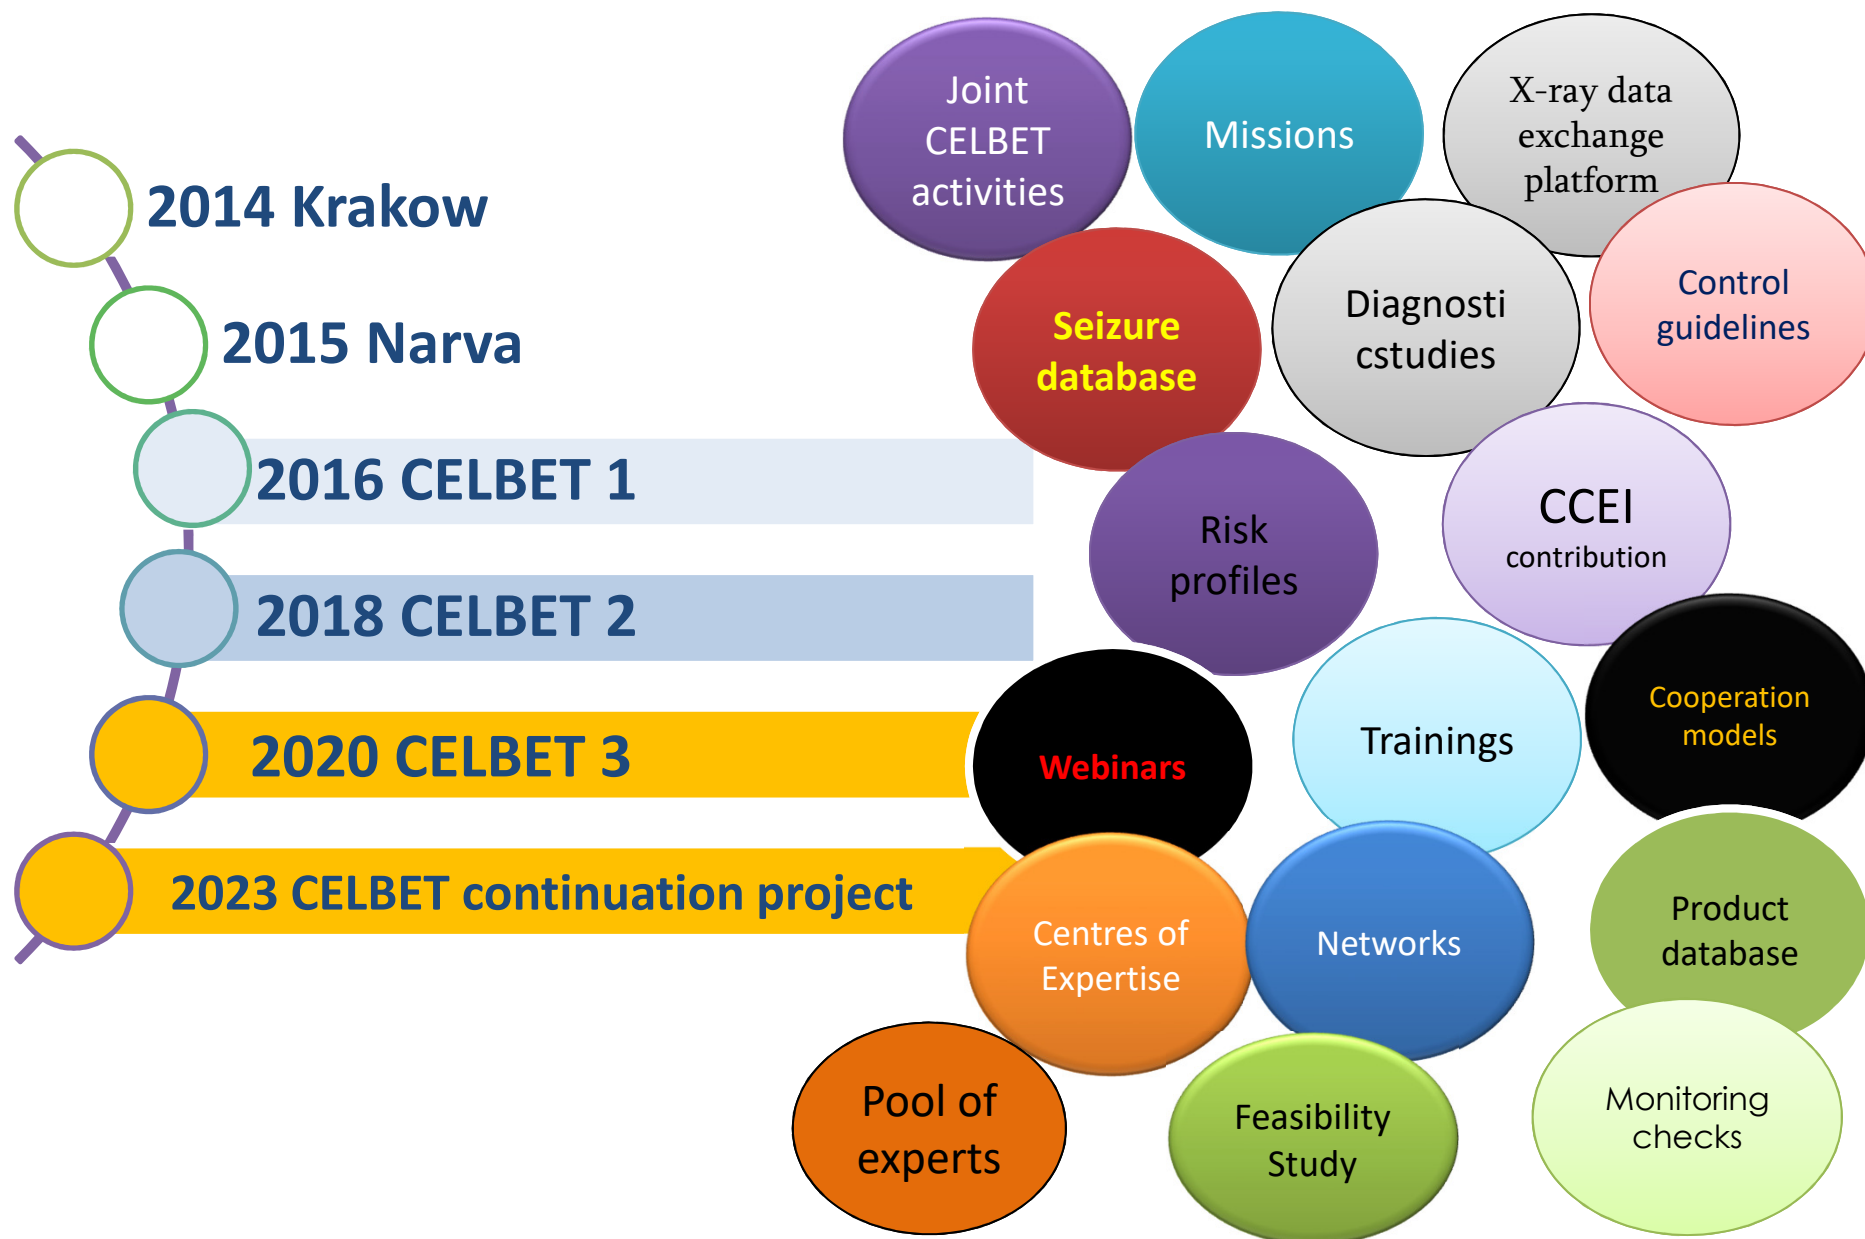 2014 Krakow
2015 Narva
2016 CELBET 1
2018 CELBET 2
2020 CELBET 3
2023 CELBET continuation project
Joint
CELBET
activities
Missions
X-ray data
exchange
platform
Seizure
database
Diagnosti
cstudies
Control
guidelines
Risk
profiles
CCEI
contribution
Webinars
Trainings
Cooperation
models
Centres of
Expertise
Networks
Product
database
Pool of
experts
Feasibility
Study
Monitoring
checks